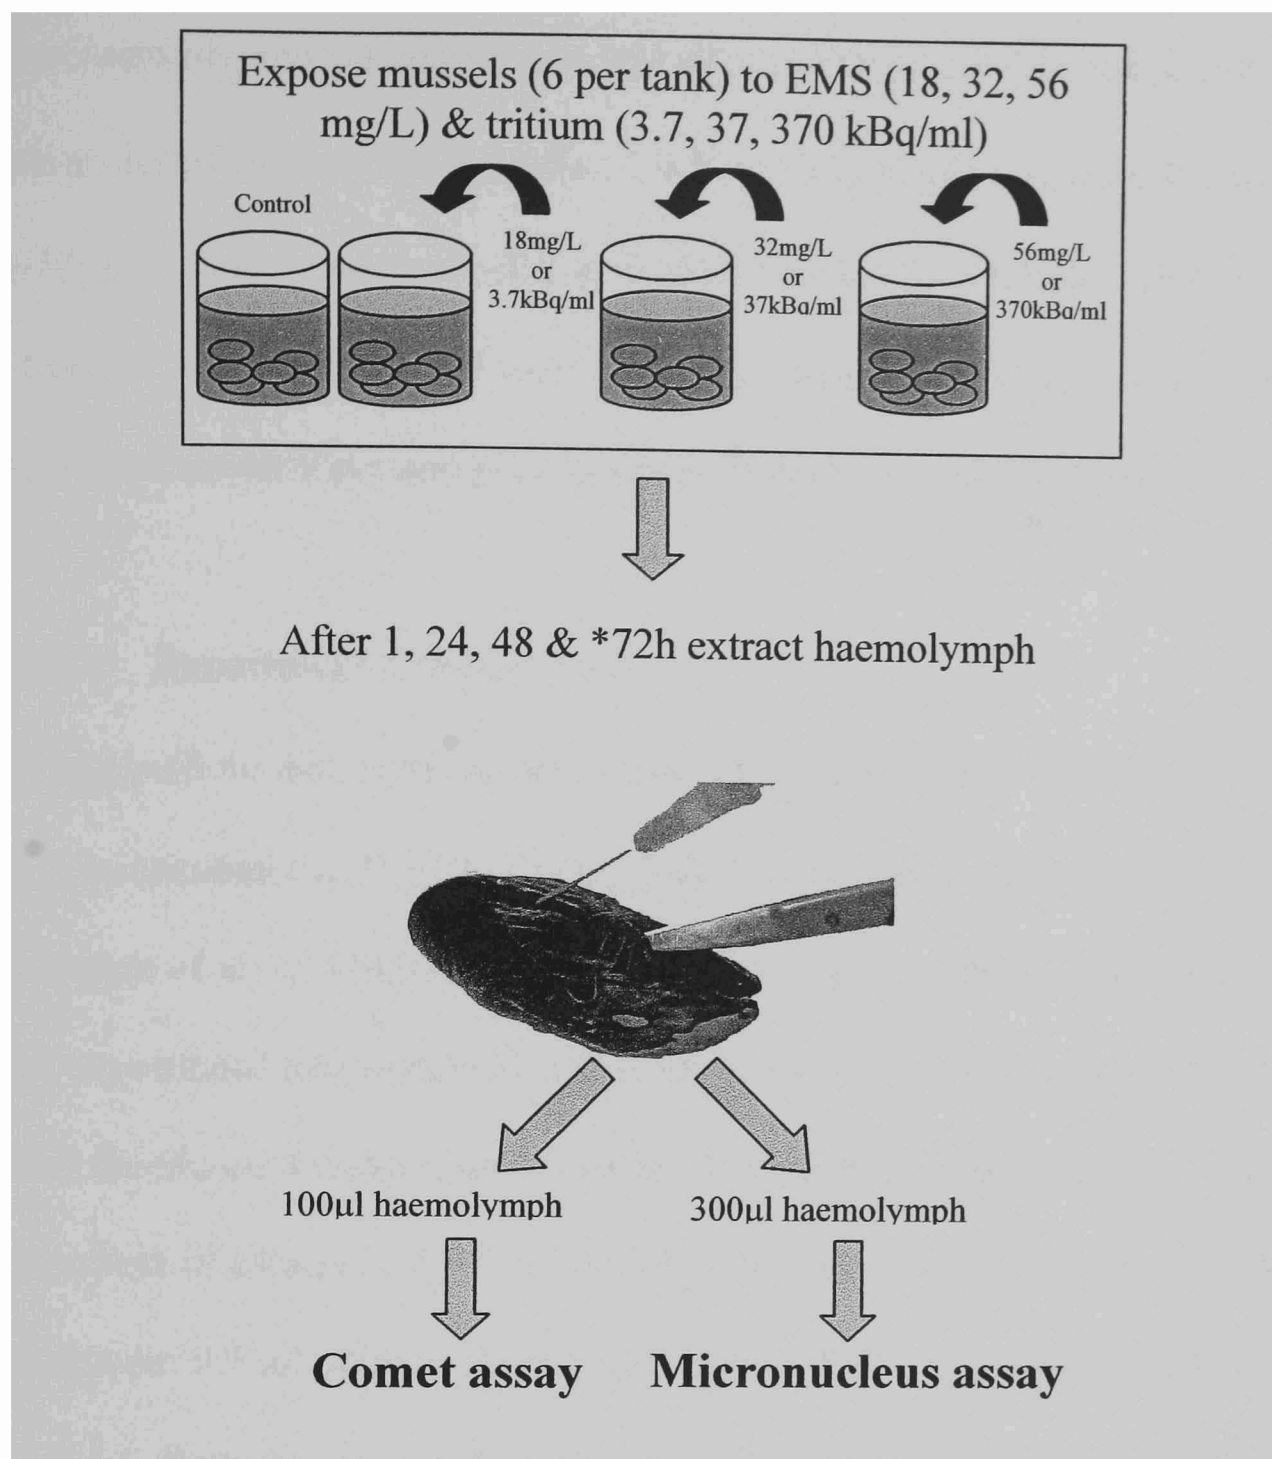 Expose mussels (6 per tank) to EMS (18, 32, 56
mg/L) & tritium (3.7, 37, 370 kBq/ml)
Control
18mg/L
or
3.7kBq/ml
32mg/L
or
37kBq/ml
56mg/L
or
370kBq/ml
After 1, 24, 48 & *72h extract haemolymph
100µl haemolymph
300µl haemolymph
Comet assay
Micronucleus assay